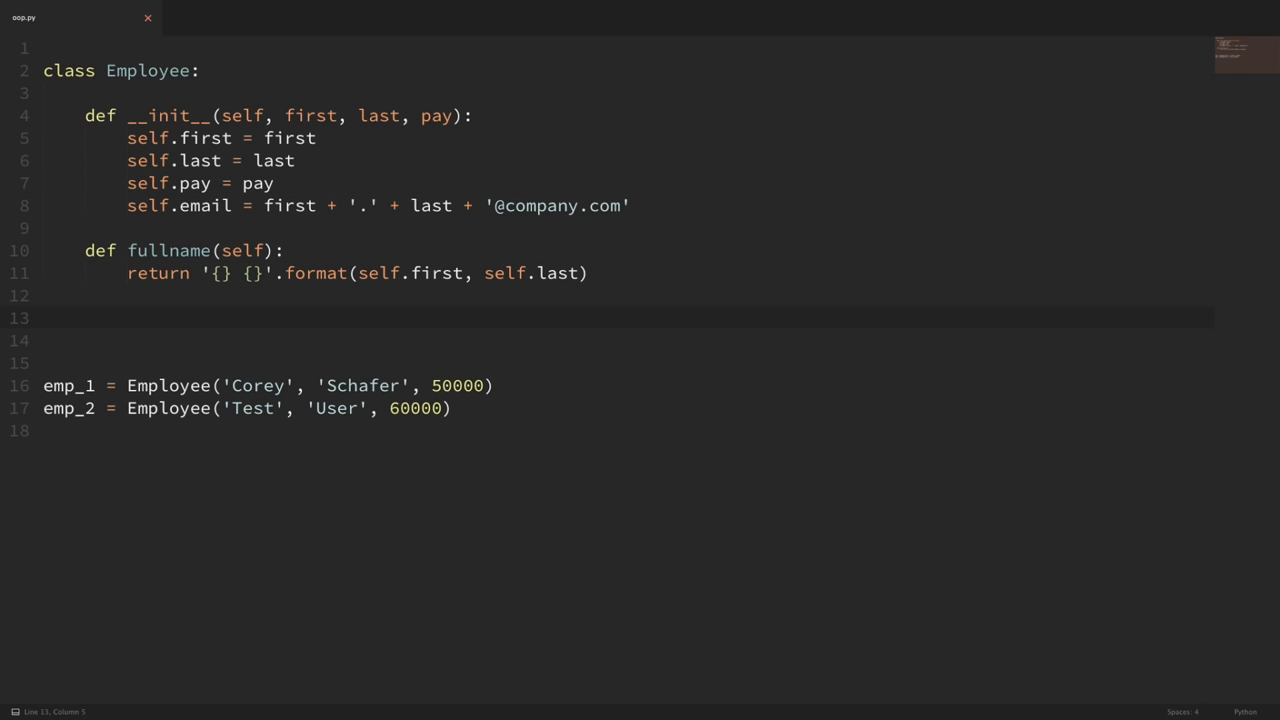 oop.py
1
2 class Employee:
3
4     def __init__(self, first, last, pay):
5         self.first = first
6         self.last = last
7         self.pay = pay
8         self.email = first + '.' + last + '@company.com'
9
10     def fullname(self):
11         return '{} {}'.format(self.first, self.last)
12
13
14
15
16 emp_1 = Employee('Corey', 'Schafer', 50000)
17 emp_2 = Employee('Test', 'User', 60000)
18
Line 13, Column 5 Spaces: 4 Python